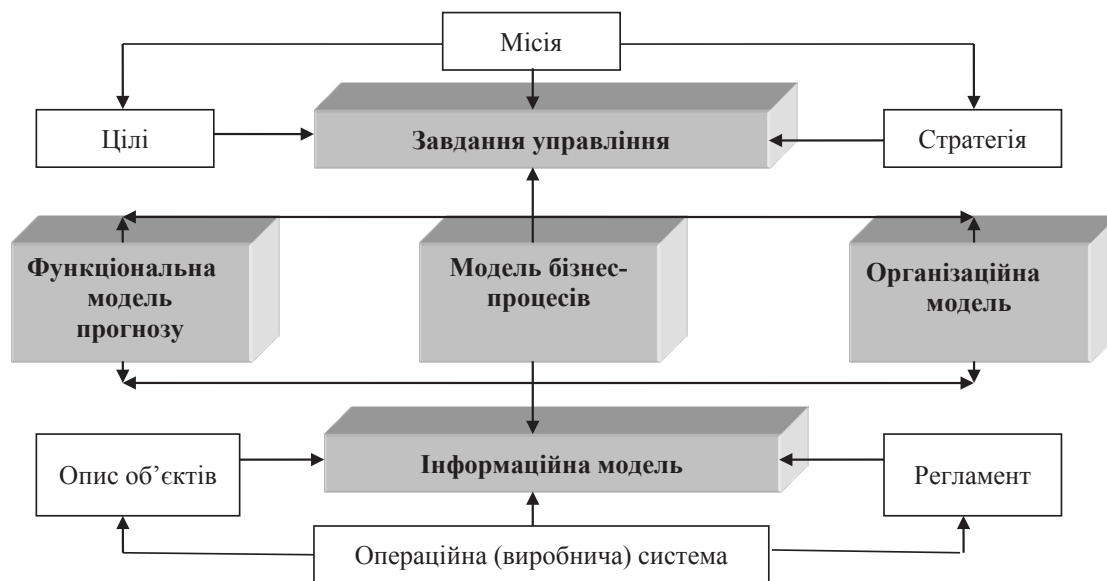 Місія
Цілі
Завдання управління
Стратегія
Функціональна
модель
прогнозу
Модель бізнес-
процесів
Організаційна
модель
Опис об’єктів
Інформаційна модель
Регламент
Операційна (виробнича) система